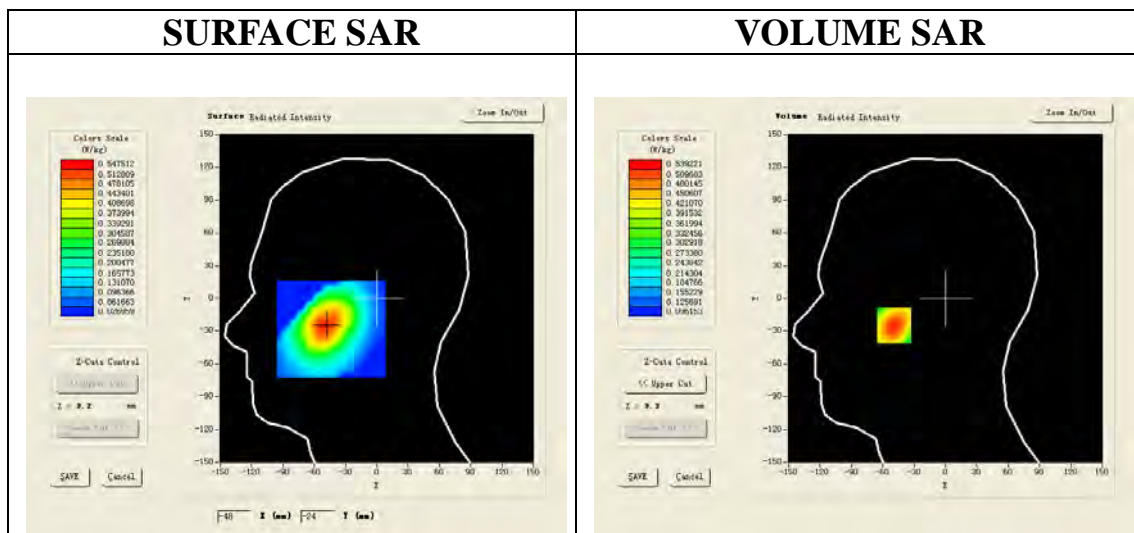 SURFACE SAR
VOLUME SAR
Surface Radiated Intensity
Zoom In/Out
Colors Scale
(W/kg)
0.547512
0.512809
0.478105
0.443401
0.408698
0.373994
0.339291
0.304587
0.269884
0.235180
0.200477
0.165773
0.131070
0.096366
0.061663
0.026959
150
120
90
60
30
0
-30
-60
-90
-120
-150
-150 -120 -90 -60 -30 0 30 60 90 120 150
Z-Cuts Control
SAVE
Cancel
-48 X (mm) -24 Y (mm)
Volume Radiated Intensity
Zoom In/Out
Colors Scale
(W/kg)
0.539221
0.509683
0.480145
0.450607
0.421070
0.391532
0.361994
0.332456
0.302918
0.273380
0.243842
0.214304
0.155229
0.125691
150
120
90
60
30
0
-30
-60
-90
-120
-150
-150 -120 -90 -60 -30 0 30 60 90 120 150
Z-Cuts Control
<< Upper Cut
SAVE
Cancel